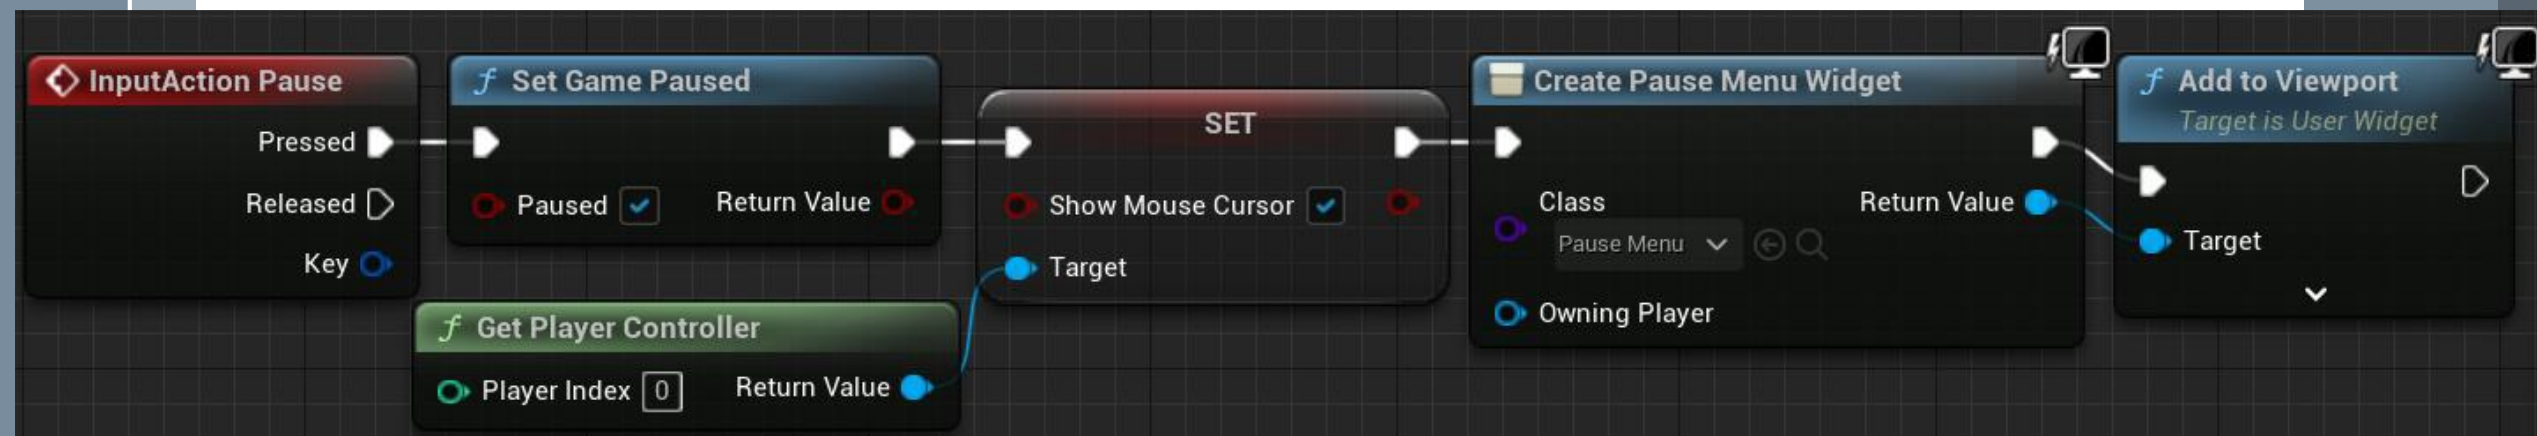 InputAction Pause
Pressed
Released
Key
f Set Game Paused
Paused
Return Value
f Get Player Controller
Player Index 0
Return Value
SET
Show Mouse Cursor
Target
Create Pause Menu Widget
Class
Pause Menu
Return Value
Owning Player
f Add to Viewport
Target is User Widget
Target